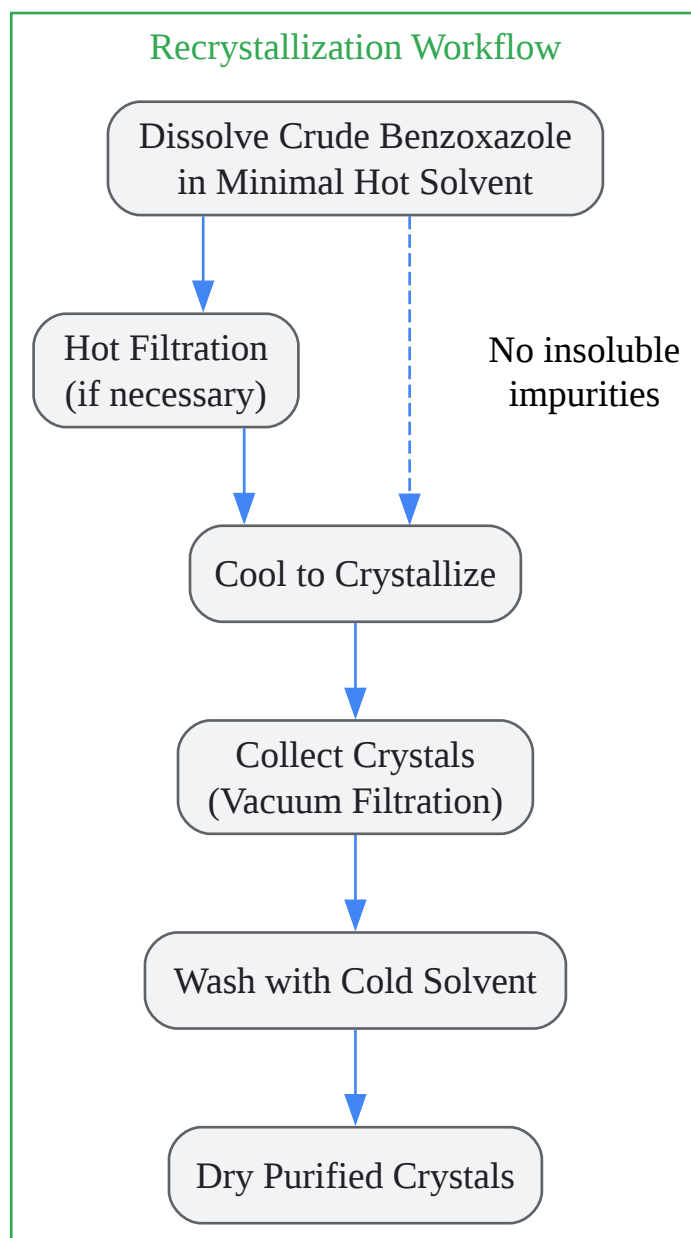 Recrystallization Workflow
Dissolve Crude Benzoxazole
in Minimal Hot Solvent
Hot Filtration
(if necessary)
No insoluble
impurities
Cool to Crystallize
Collect Crystals
(Vacuum Filtration)
Wash with Cold Solvent
Dry Purified Crystals